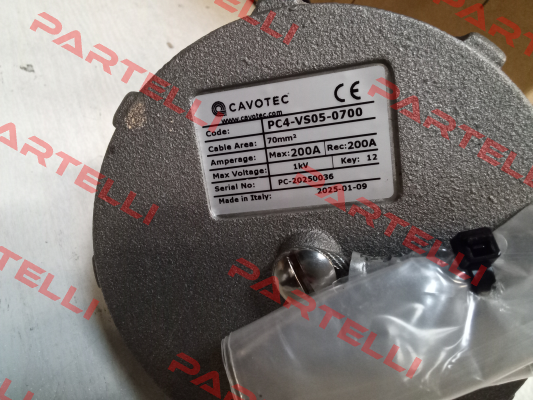 CAVOTEC
CE
www.cavotec.com
Code: PC4-VS05-0700
Cable Area: 70mm²
Amperage: Max:200A Rec:200A
Max Voltage: 1kV Key: 12
Serial No: PC-20250036
Made in Italy: 2025-01-09
PARTELLI
PARTELLI
PARTELLI
PARTELLI
PARTELLI
PARTELLI